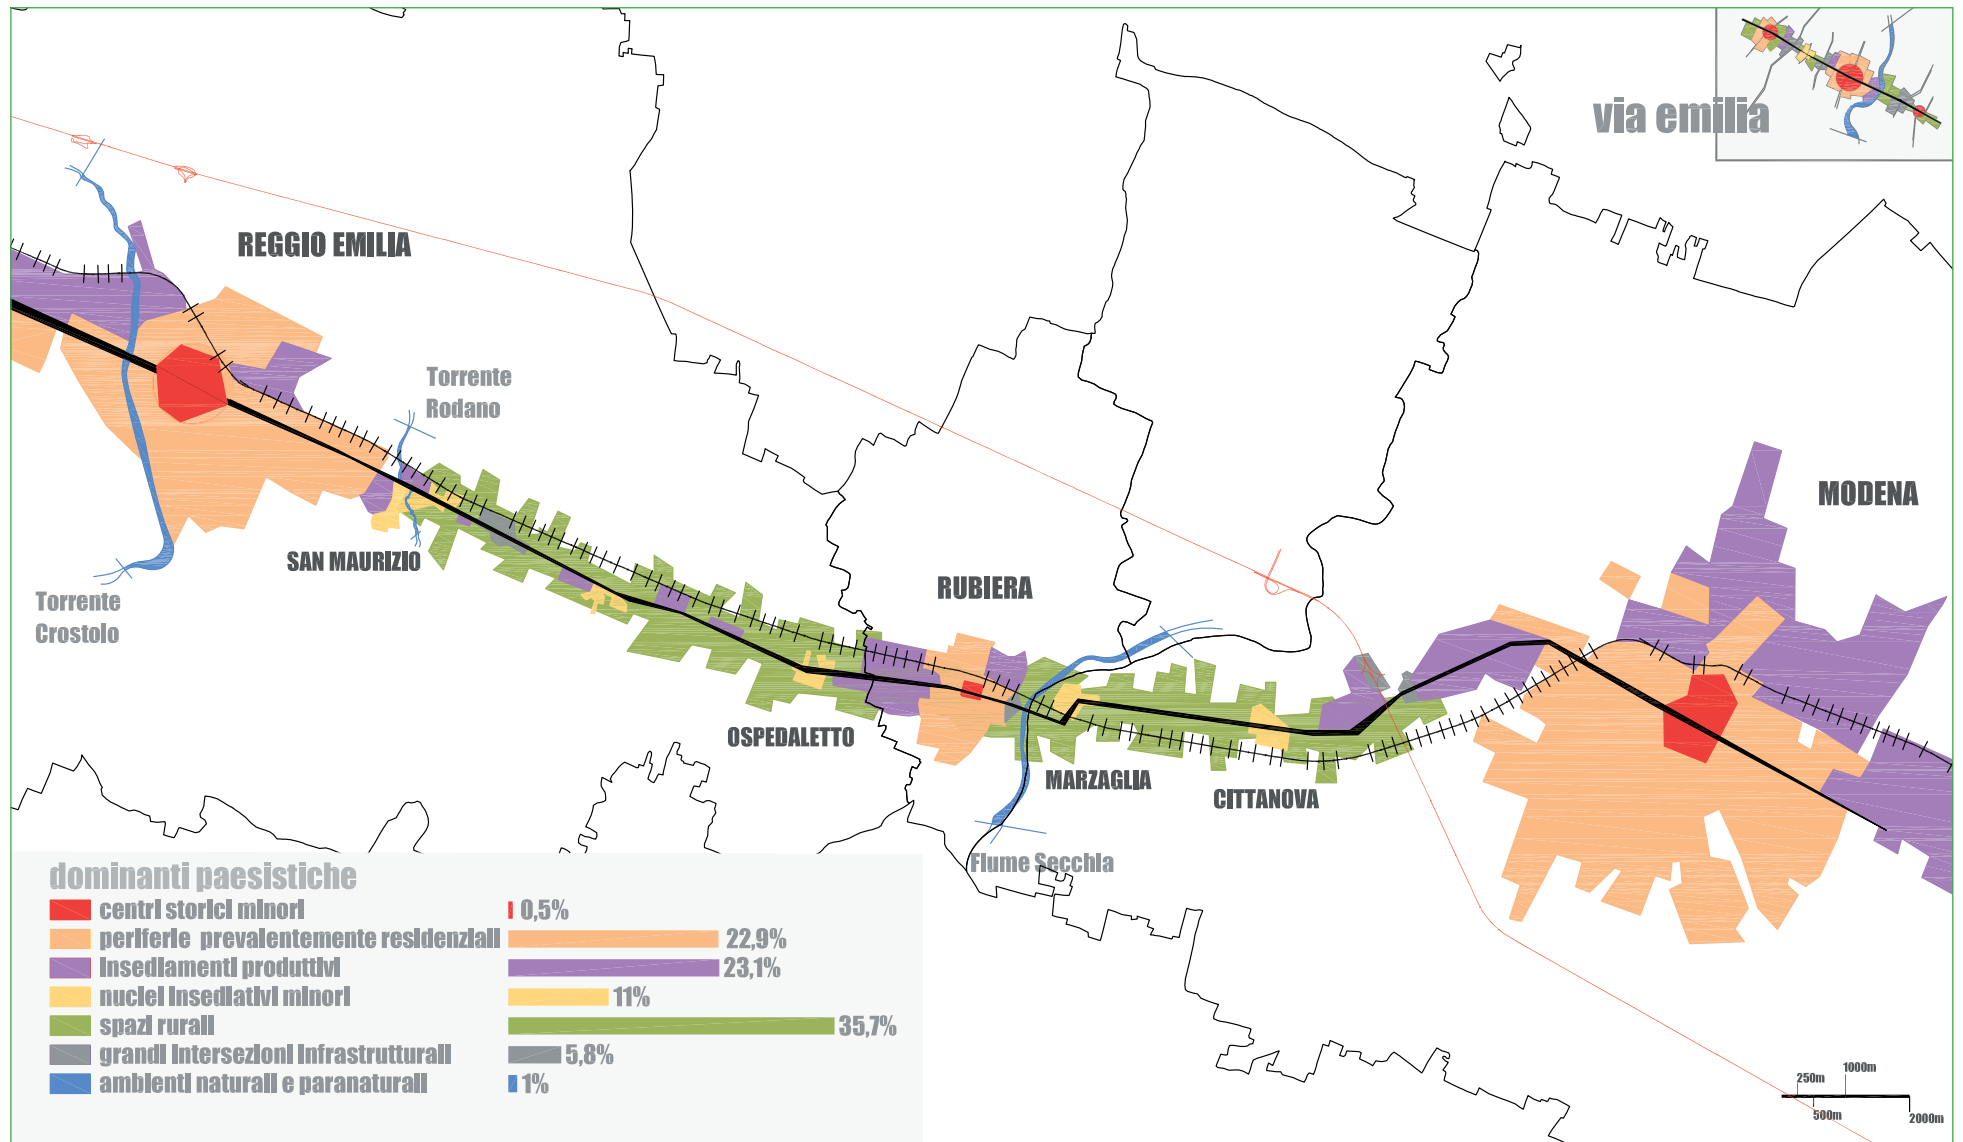 via emilia
REGGIO EMILIA
Torrente
Rodano
MODENA
SAN MAURIZIO
RUBIERA
Torrente
Crostolo
OSPEDALETTO
MARZAGLIA
CITTANOVA
Fiume Secchia
dominanti paesistiche
centri storici minori 0,5%
periferie prevalentemente residenziali 22,9%
insediamenti produttivi 23,1%
nuclei insediativi minori 11%
spazi rurali 35,7%
grandi intersezioni infrastrutturali 5,8%
ambienti naturali e paranaturali 1%
1000m
250m
500m
2000m